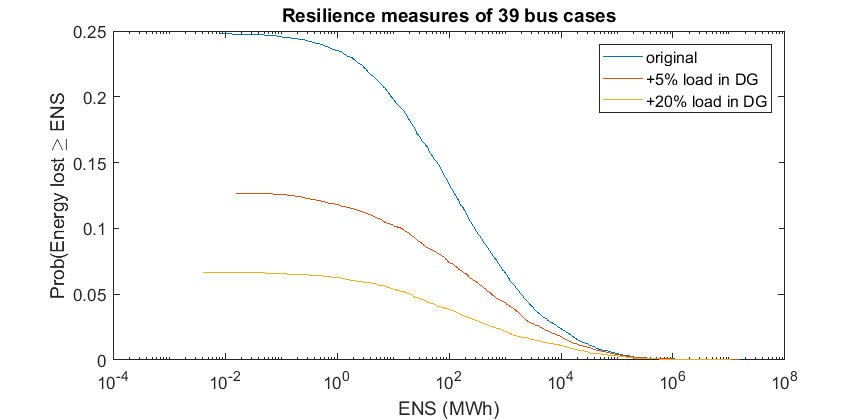 Resilience measures of 39 bus cases
Prob(Energy lost ≥ ENS
0.25
0.2
0.15
0.1
0.05
0
original
+5% load in DG
+20% load in DG
10^-4
10^-2
10^0
10^2
10^4
10^6
10^8
ENS (MWh)